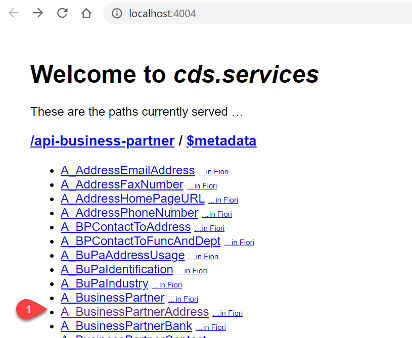 localhost:4004
Welcome to cds.services
These are the paths currently served …
/api-business-partner / $metadata
A_AddressEmailAddress ...in Fiori
A_AddressFaxNumber ...in Fiori
A_AddressHomePageURL ...in Fiori
A_AddressPhoneNumber ...in Fiori
A_BPContactToAddress ...in Fiori
A_BPContactToFuncAndDept ...in Fiori
A_BuPaAddressUsage ...in Fiori
A_BuPaIdentification ...in Fiori
A_BuPaIndustry ...in Fiori
A_BusinessPartner ...in Fiori
1 A_BusinessPartnerAddress ...in Fiori
A_BusinessPartnerBank ...in Fiori